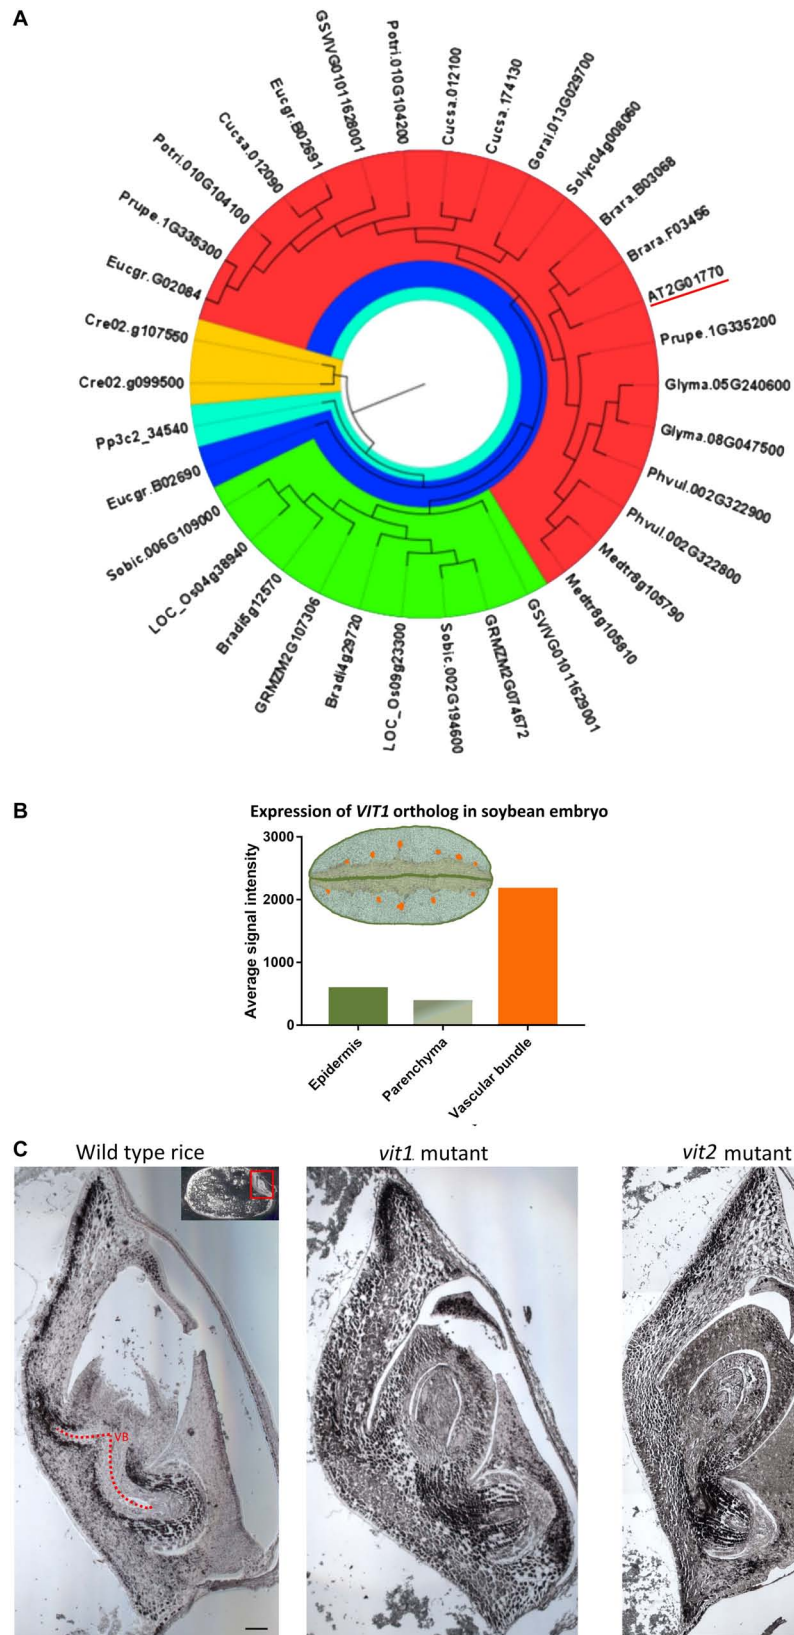 A
Eucgr.G02084
Prupe.1G335300
Potri.010G104100
Cucsa.012090
Eucgr.B02691
GSVIVG01011628001
Potri.010G104200
Cucsa.012100
Cucsa.174130
Gorai.013G029700
Solyc04g008060
Brara.B03068
Brara.F03456
AT2G01770
Prupe.1G335200
Glyma.05G240600
Glyma.08G047500
Phvul.002G322900
Phvul.002G322800
Medtr8g105790
Medtr8g105810
GSVIVG01011629001
GRMZM2G074672
Sobic.002G194600
LOC_Os09g23300
Bradi4g29720
GRMZM2G107306
Bradi5g12570
LOC_Os04g38940
Sobic.006G109000
Eucgr.B02690
Pp3c2_34540
Cre02.g099500
Cre02.g107550
B
Expression of VIT1 ortholog in soybean embryo
Average signal intensity
3000
2000
1000
0
Epidermis
Parenchyma
Vascular bundle
C
Wild type rice
vit1 mutant
vit2 mutant
VB